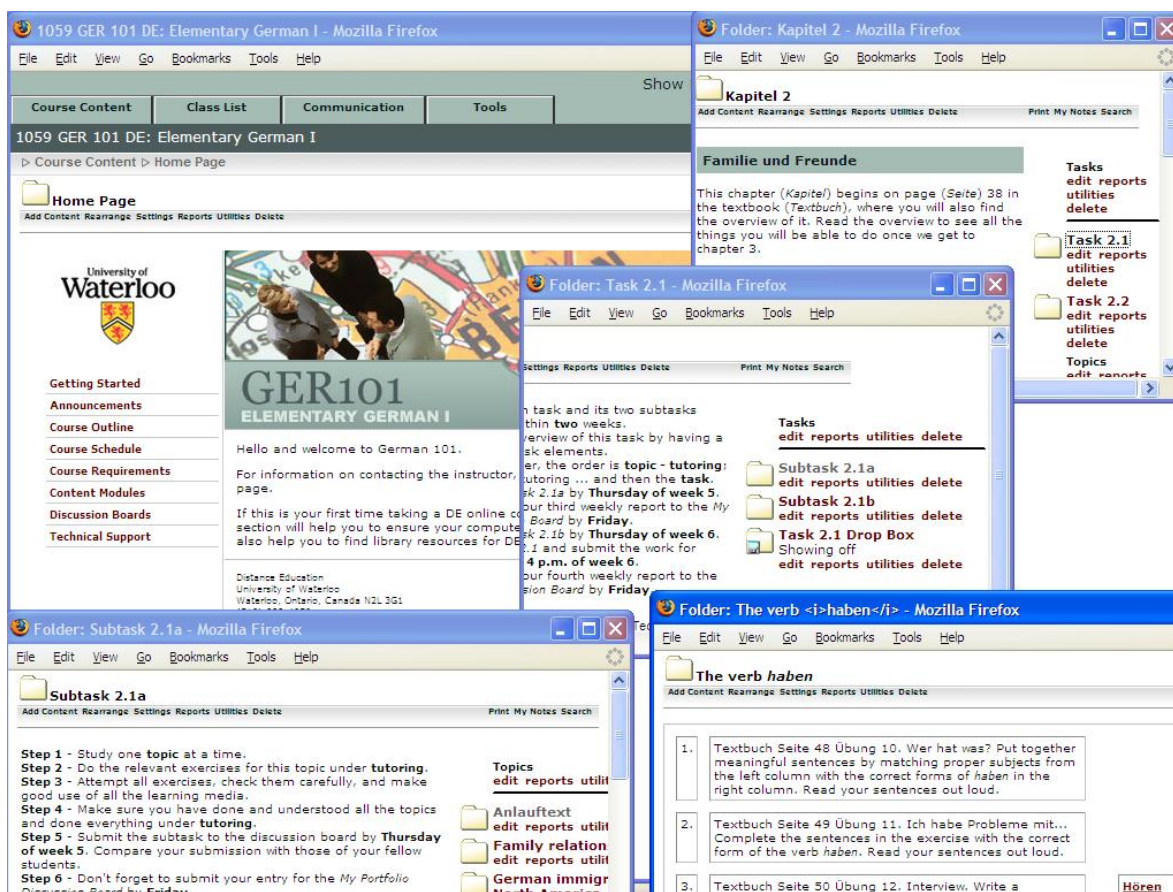 1059 GER 101 DE: Elementary German I - Mozilla Firefox
File Edit View Go Bookmarks Tools Help
Show
Course Content Class List Communication Tools
1059 GER 101 DE: Elementary German I
▷ Course Content ▷ Home Page
Home Page
Add Content Rearrange Settings Reports Utilities Delete
University of
Waterloo
Getting Started
Announcements
Course Outline
Course Schedule
Course Requirements
Content Modules
Discussion Boards
Technical Support
GER101
ELEMENTARY GERMAN I
Hello and welcome to German 101.
For information on contacting the instructor,
page.
If this is your first time taking a DE online
section will help you to ensure your compute
also help you to find library resources for DE
Distance Education
University of Waterloo
Waterloo, Ontario, Canada N2L 3G1
Folder: Kapitel 2 - Mozilla Firefox
File Edit View Go Bookmarks Tools Help
Kapitel 2
Add Content Rearrange Settings Reports Utilities Delete Print My Notes Search
Familie und Freunde
This chapter (Kapitel) begins on page (Seite) 38 in
the textbook (Textbuch), where you will also find
the overview of it. Read the overview to see all the
things you will be able to do once we get to
chapter 3.
Tasks
edit reports
utilities
delete
Task 2.1
edit reports
utilities
delete
Task 2.2
edit reports
utilities
delete
Topics
edit reports
Folder: Task 2.1 - Mozilla Firefox
File Edit View Go Bookmarks Tools Help
Settings Reports Utilities Delete Print My Notes Search
task and its two subtasks
thin two weeks.
verview of this task by having a
sk elements.
er, the order is topic - tutoring;
utoring ... and then the task.
sk 2.1a by Thursday of week 5.
our third weekly report to the My
Board by Friday.
sk 2.1b by Thursday of week 6.
2.1 and submit the work for
4 p.m. of week 6.
our fourth weekly report to the
sion Board by Friday
Tasks
edit reports utilities delete
Subtask 2.1a
edit reports utilities delete
Subtask 2.1b
edit reports utilities delete
Task 2.1 Drop Box
Showing off
edit reports utilities delete
Folder: Subtask 2.1a - Mozilla Firefox
File Edit View Go Bookmarks Tools Help
Subtask 2.1a
Add Content Rearrange Settings Reports Utilities Delete Print My Notes Search
Step 1 - Study one topic at a time.
Step 2 - Do the relevant exercises for this topic under tutoring.
Step 3 - Attempt all exercises, check them carefully, and make
good use of all the learning media.
Step 4 - Make sure you have done and understood all the topics
and done everything under tutoring.
Step 5 - Submit the subtask to the discussion board by Thursday
of week 5. Compare your submission with those of your fellow
students.
Step 6 - Don't forget to submit your entry for the My Portfolio
Discussion Board by Friday
Topics
edit reports utilit
Anlauftext
edit reports utilit
Family relation
edit reports utilit
German immigr
North America
Folder: The verb <i>haben</i> - Mozilla Firefox
File Edit View Go Bookmarks Tools Help
The verb haben
Add Content Rearrange Settings Reports Utilities Delete
1. Textbuch Seite 48 Übung 10. Wer hat was? Put together
meaningful sentences by matching proper subjects from
the left column with the correct forms of haben in the
right column. Read your sentences out loud.
2. Textbuch Seite 49 Übung 11. Ich habe Probleme mit...
Complete the sentences in the exercise with the correct
form of the verb haben. Read your sentences out loud.
3. Textbuch Seite 50 Übung 12. Interview. Write a
Hören